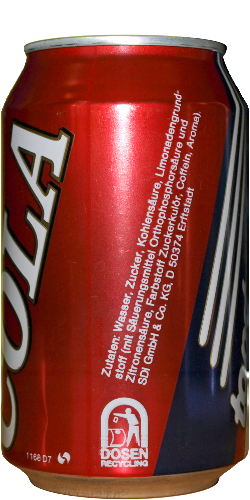 COLA
Zutaten: Wasser, Zucker, Kohlensäure, Limonadengrund-
stoff (mit Säuerungsmittel Orthophosphorsäure und
Zitronensäure, Farbstoff Zuckerkulör, Coffein, Aroma)
SDI GmbH & Co. KG, D 50374 Erftstadt
1168 D7
DOSEN
RECYCLING